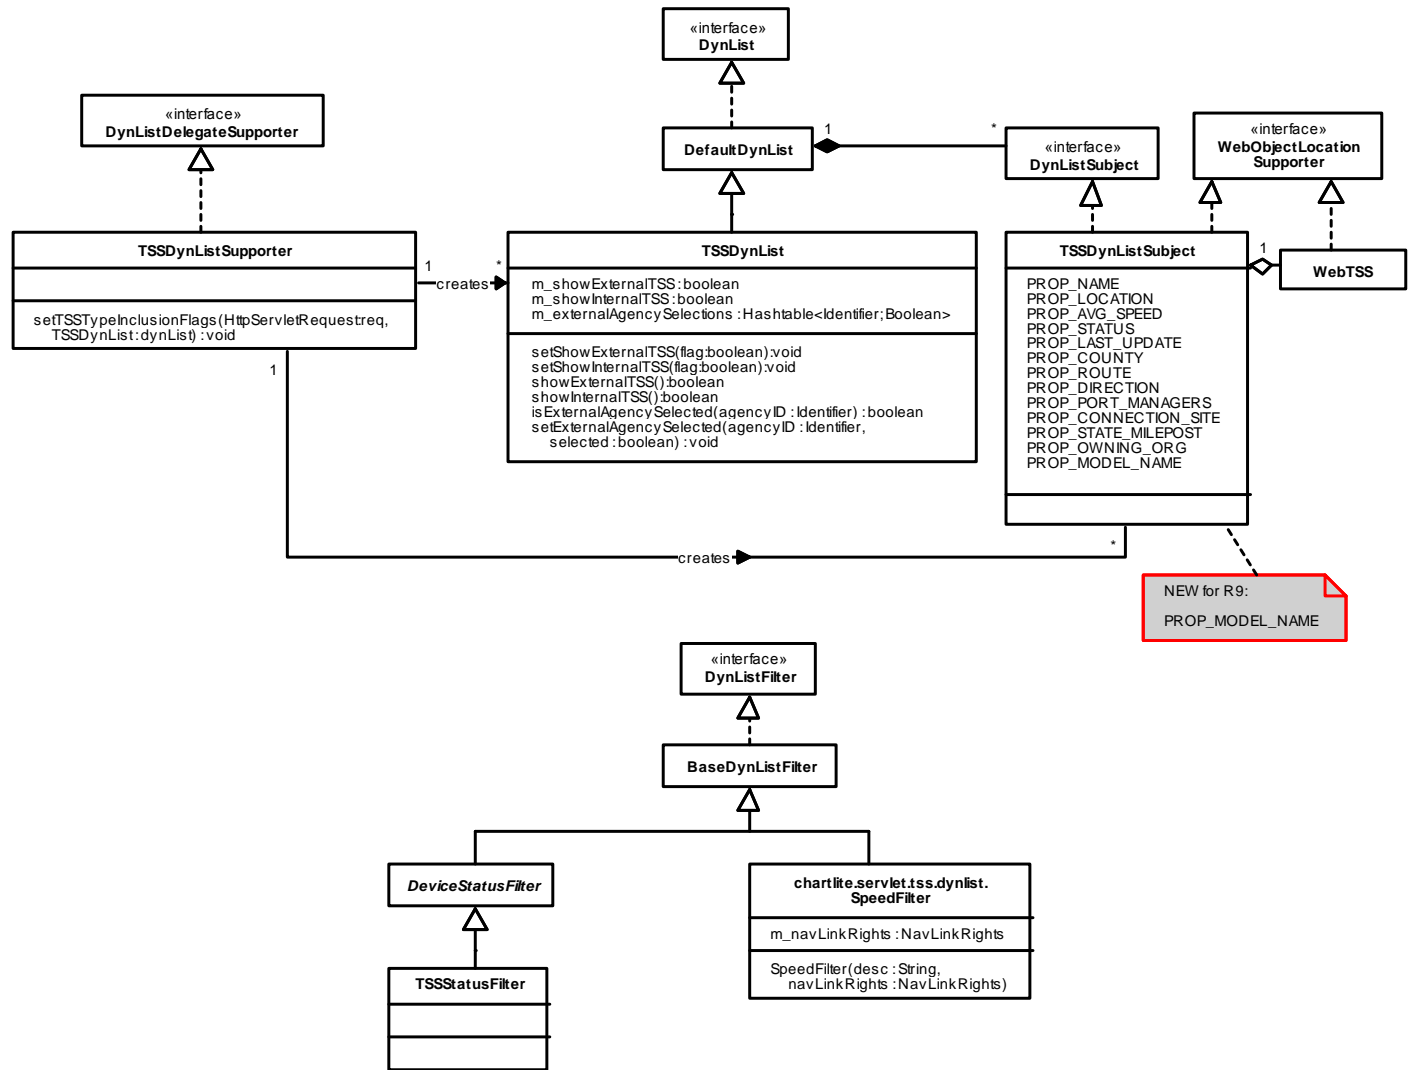 «interface»
DynList
«interface»
DynListDelegateSupporter
DefaultDynList
1
*
«interface»
DynListSubject
«interface»
WebObjectLocation
Supporter
TSSDynListSupporter
setTSSTypeInclusionFlags(HttpServletRequest:req,
TSSDynList:dynList) : void
1
creates
*
TSSDynList
m_showExternalTSS : boolean
m_showInternalTSS : boolean
m_externalAgencySelections : Hashtable<Identifier;Boolean>
setShowExternalTSS(flag:boolean):void
setShowInternalTSS(flag:boolean):void
showExternalTSS():boolean
showInternalTSS():boolean
isExternalAgencySelected(agencyID : Identifier) : boolean
setExternalAgencySelected(agencyID : Identifier,
selected : boolean) : void
TSSDynListSubject
PROP_NAME
PROP_LOCATION
PROP_AVG_SPEED
PROP_STATUS
PROP_LAST_UPDATE
PROP_COUNTY
PROP_ROUTE
PROP_DIRECTION
PROP_PORT_MANAGERS
PROP_CONNECTION_SITE
PROP_STATE_MILEPOST
PROP_OWNING_ORG
PROP_MODEL_NAME
1
WebTSS
1
creates
*
NEW for R9:
PROP_MODEL_NAME
«interface»
DynListFilter
BaseDynListFilter
DeviceStatusFilter
TSSStatusFilter
chartlite.servlet.tss.dynlist.
SpeedFilter
m_navLinkRights : NavLinkRights
SpeedFilter(desc : String,
navLinkRights : NavLinkRights)